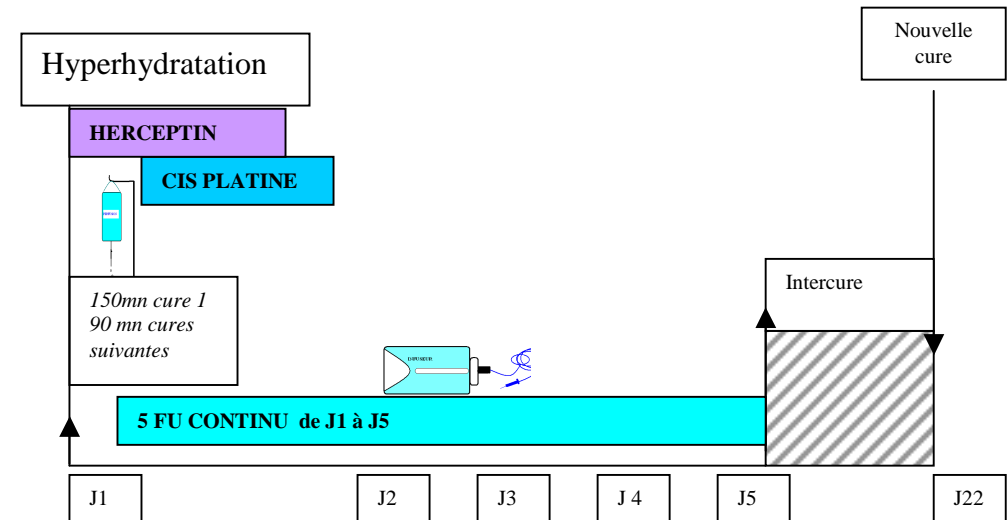 Nouvelle
cure
Hyperhydratation
HERCEPTIN
CIS PLATINE
150mn cure 1
90 mn cures
suivantes
Intercure
5 FU CONTINU de J1 à J5
J1
J2
J3
J 4
J5
J22